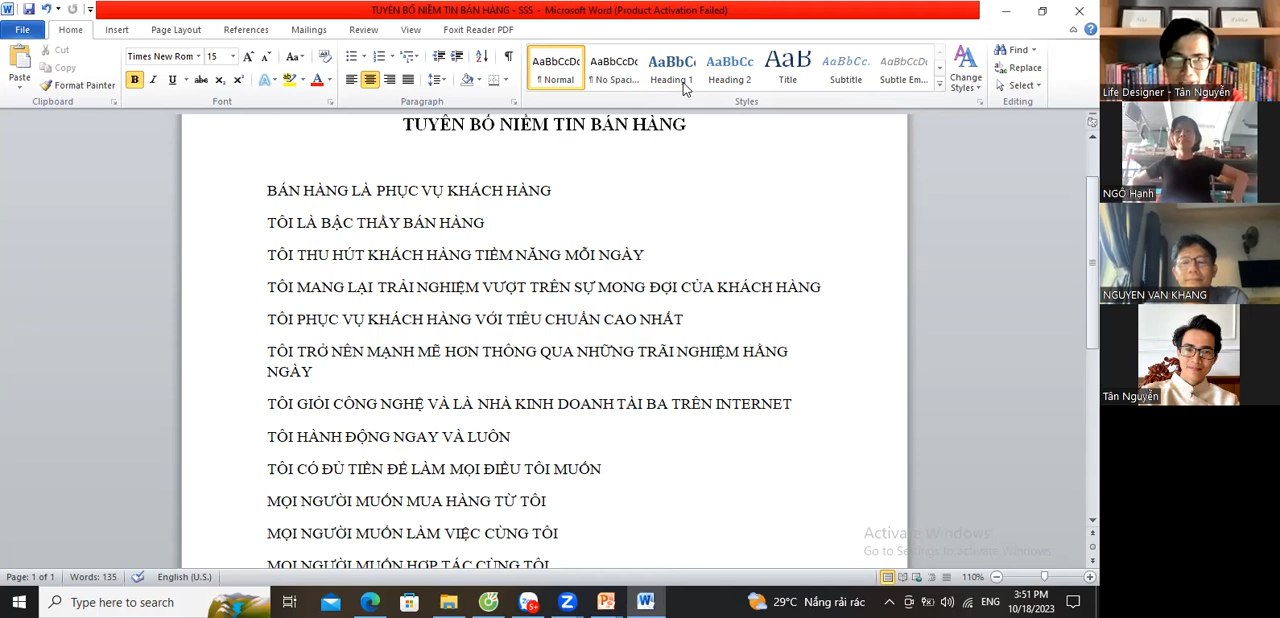 TUYÊN BỐ NIỀM TIN BÁN HÀNG - SSS - Microsoft Word (Product Activation Failed)
File Home Insert Page Layout References Mailings Review View Foxit Reader PDF
Paste Cut Copy Format Painter
Clipboard
Times New Rom 15
Font
Paragraph
AaBbCcDc AaBbCcDc AaBbCc AaBbCc AaB AaBbCc. AaBbCcDc
¶ Normal ¶ No Spaci... Heading 1 Heading 2 Title Subtitle Subtle Em...
Change Styles
Styles
Find
Replace
Select
Editing
TUYÊN BỐ NIỀM TIN BÁN HÀNG
BÁN HÀNG LÀ PHỤC VỤ KHÁCH HÀNG
TÔI LÀ BẬC THẦY BÁN HÀNG
TÔI THU HÚT KHÁCH HÀNG TIỀM NĂNG MỖI NGÀY
TÔI MANG LẠI TRẢI NGHIỆM VƯỢT TRÊN SỰ MONG ĐỢI CỦA KHÁCH HÀNG
TÔI PHỤC VỤ KHÁCH HÀNG VỚI TIÊU CHUẨN CAO NHẤT
TÔI TRỞ NÊN MẠNH MẼ HƠN THÔNG QUA NHỮNG TRÃI NGHIỆM HẰNG
NGÀY
TÔI GIỎI CÔNG NGHỆ VÀ LÀ NHÀ KINH DOANH TÀI BA TRÊN INTERNET
TÔI HÀNH ĐỘNG NGAY VÀ LUÔN
TÔI CÓ ĐỦ TIỀN ĐỂ LÀM MỌI ĐIỀU TÔI MUỐN
MỌI NGƯỜI MUỐN MUA HÀNG TỪ TÔI
MỌI NGƯỜI MUỐN LÀM VIỆC CÙNG TÔI
MỌI NGƯỜI MUỐN HỢP TÁC CÙNG TÔI
Activate Windows
Go to Settings to activate Windows.
Page: 1 of 1 Words: 135 English (U.S.) 110%
Type here to search
29°C Nắng rải rác ENG
3:51 PM
10/18/2023
Life Designer - Tân Nguyễn
NGÔ Hạnh
NGUYEN VAN KHANG
Tân Nguyễn